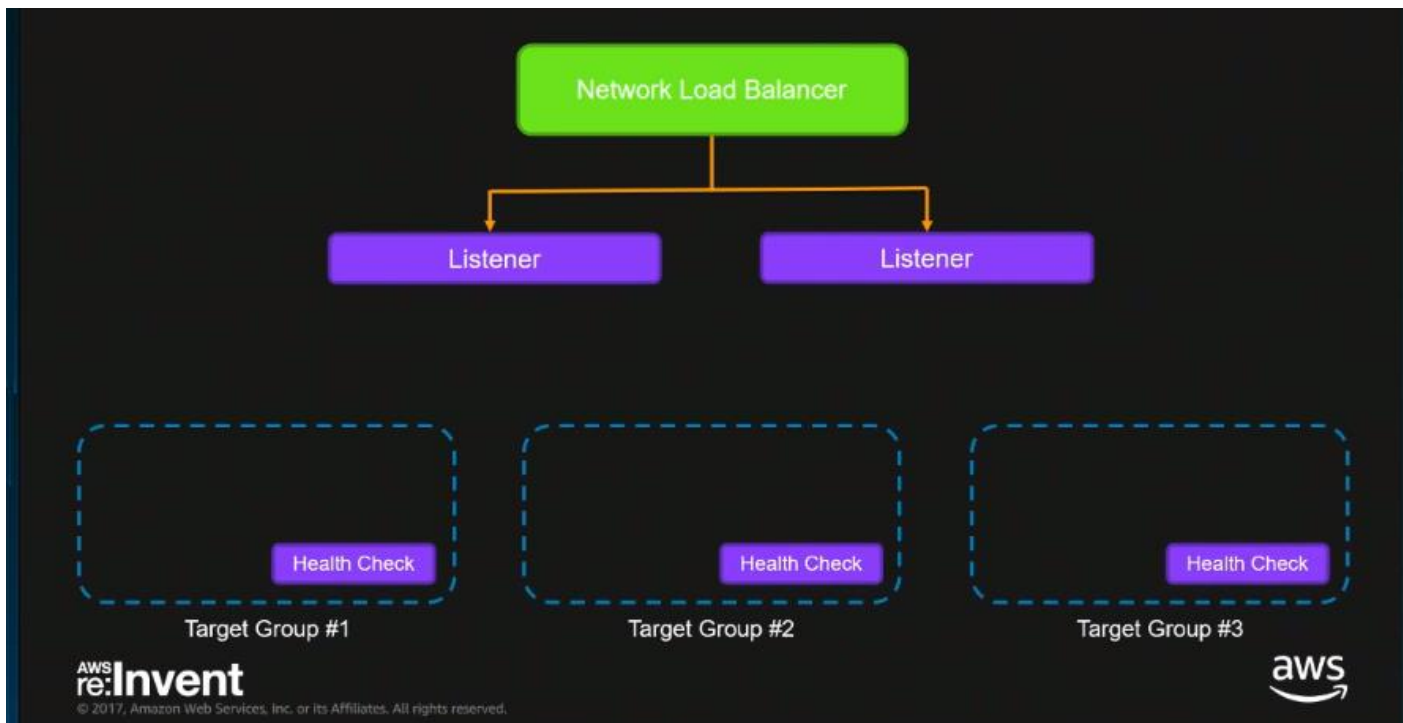 Network Load Balancer
Listener
Listener
Health Check
Health Check
Health Check
Target Group #1
Target Group #2
Target Group #3
AWS
re:Invent
© 2017, Amazon Web Services, Inc. or its Affiliates. All rights reserved.
aws